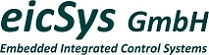 eicSys GmbH
Embedded Integrated Control Systems